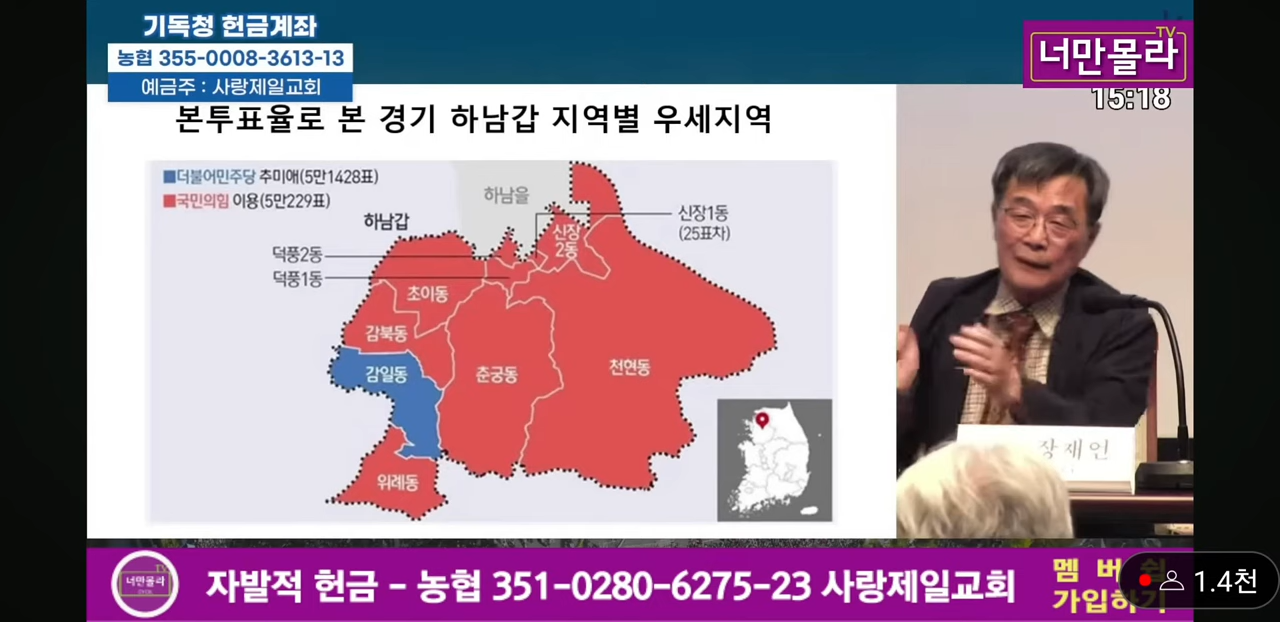 기독청 헌금계좌
농협 355-0008-3613-13
예금주 : 사랑제일교회
TV
너만몰라
15:18
본투표율로 본 경기 하남갑 지역별 우세지역
더불어민주당 추미애(5만1428표)
국민의힘 이용(5만229표)
하남을
하남갑
신장1동
(25표차)
신장
2동
덕풍2동
덕풍1동
초이동
감북동
감일동
춘궁동
천현동
위례동
장재언
TV
너만몰라
자발적 헌금 - 농협 351-0280-6275-23 사랑제일교회
멤버쉽
가입하기
1.4천